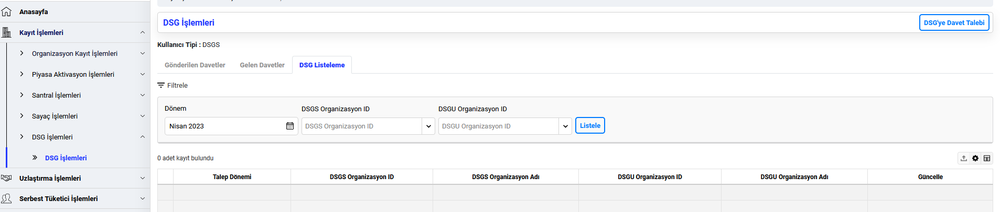 Anasayfa
Kayıt İşlemleri
Organizasyon Kayıt İşlemleri
Piyasa Aktivasyon İşlemleri
Santral İşlemleri
Sayaç İşlemleri
DSG İşlemleri
DSG İşlemleri
Uzlaştırma İşlemleri
Serbest Tüketici İşlemleri
DSG İşlemleri
DSG'ye Davet Talebi
Kullanıcı Tipi : DSGS
Gönderilen Davetler
Gelen Davetler
DSG Listeleme
Filtrele
Dönem
DSGS Organizasyon ID
DSGU Organizasyon ID
Nisan 2023
DSGS Organizasyon ID
DSGU Organizasyon ID
Listele
0 adet kayıt bulundu
Talep Dönemi
DSGS Organizasyon ID
DSGS Organizasyon Adı
DSGU Organizasyon ID
DSGU Organizasyon Adı
Güncelle